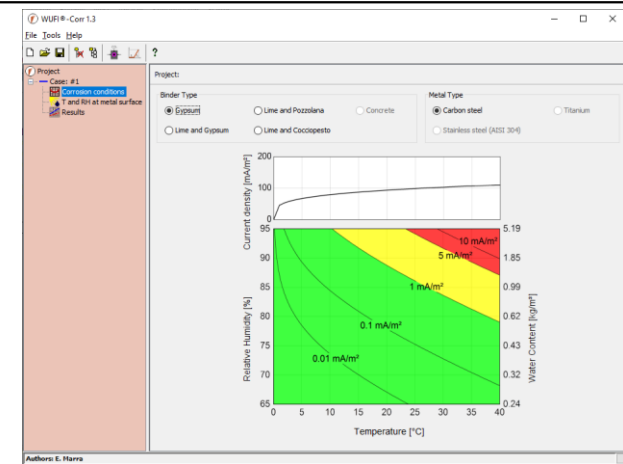 WUFI®-Corr 1.3
File Tools Help
?
Project
Case: #1
Corrosion conditions
T and RH at metal surface
Results
Project:
Binder Type
Gypsum
Lime and Pozzolana
Concrete
Lime and Gypsum
Lime and Cocciopesto
Metal Type
Carbon steel
Titanium
Stainless steel (AISI 304)
Current density [mA/m²]
200
100
0
Relative Humidity [%]
95
90
85
80
75
70
65
10 mA/m²
5 mA/m²
1 mA/m²
0.1 mA/m²
0.01 mA/m²
5.19
1.85
0.99
0.62
0.43
0.32
0.24
Water Content [kg/m³]
0 5 10 15 20 25 30 35 40
Temperature [°C]
Authors: E. Marra